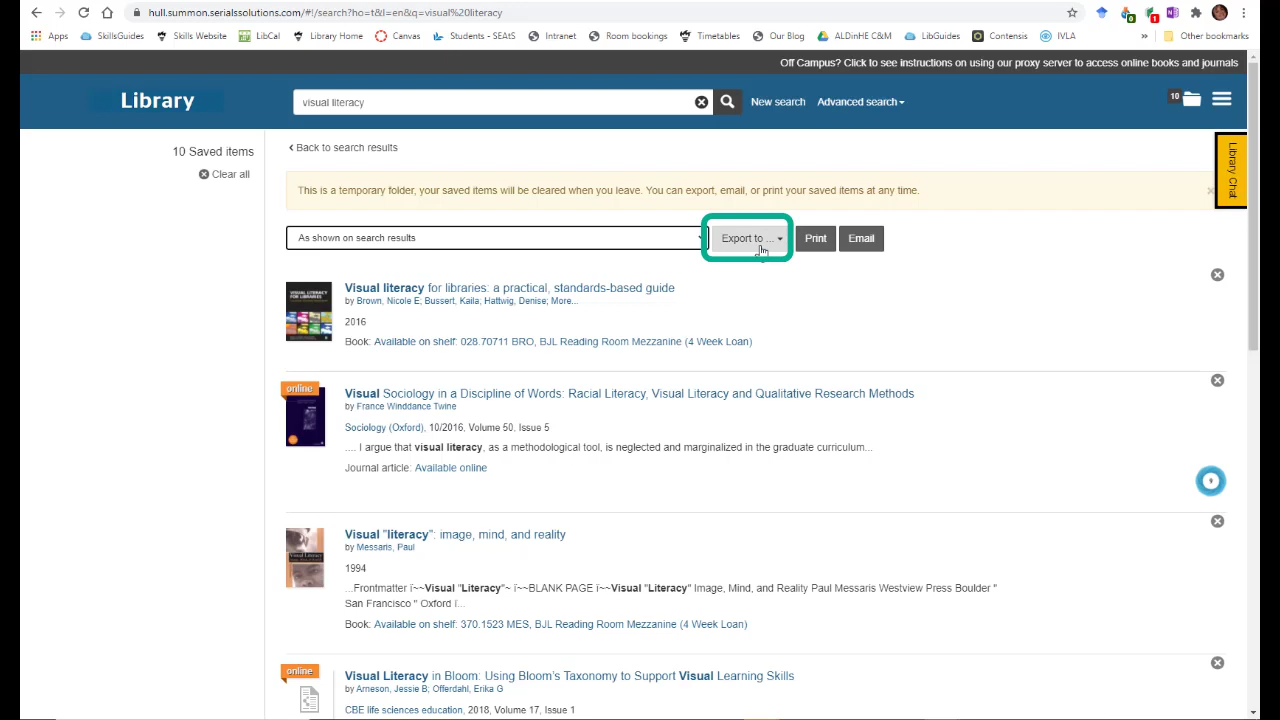 hull.summon.serialssolutions.com/#!/search?ho=t&l=en&q=visual%20literacy
Apps SkillsGuides Skills Website LibCal Library Home Canvas Students - SEAtS Intranet Room bookings Timetables Our Blog ALDinHE C&M LibGuides Contensis IVLA » Other bookmarks
Off Campus? Click to see instructions on using our proxy server to access online books and journals
Library
visual literacy
New search
Advanced search
10
10 Saved items
Clear all
Library Chat
Back to search results
This is a temporary folder, your saved items will be cleared when you leave. You can export, email, or print your saved items at any time.
As shown on search results
Export to ...
Print
Email
VISUAL LITERACY
FOR LIBRARIES
Visual literacy for libraries: a practical, standards-based guide
by Brown, Nicole E; Bussert, Kaila; Hattwig, Denise; More...
2016
Book: Available on shelf: 028.70711 BRO, BJL Reading Room Mezzanine (4 Week Loan)
online
Visual Sociology in a Discipline of Words: Racial Literacy, Visual Literacy and Qualitative Research Methods
by France Winddance Twine
Sociology (Oxford), 10/2016, Volume 50, Issue 5
.... I argue that visual literacy, as a methodological tool, is neglected and marginalized in the graduate curriculum...
Journal article: Available online
Visual Literacy
Visual "literacy": image, mind, and reality
by Messaris, Paul
1994
...Frontmatter ï~~Visual "Literacy"~ ï~~BLANK PAGE ï~~Visual "Literacy" Image, Mind, and Reality Paul Messaris Westview Press Boulder "
San Francisco " Oxford ï...
Book: Available on shelf: 370.1523 MES, BJL Reading Room Mezzanine (4 Week Loan)
online
Visual Literacy in Bloom: Using Bloom's Taxonomy to Support Visual Learning Skills
by Arneson, Jessie B; Offerdahl, Erika G
CBE life sciences education, 2018, Volume 17, Issue 1